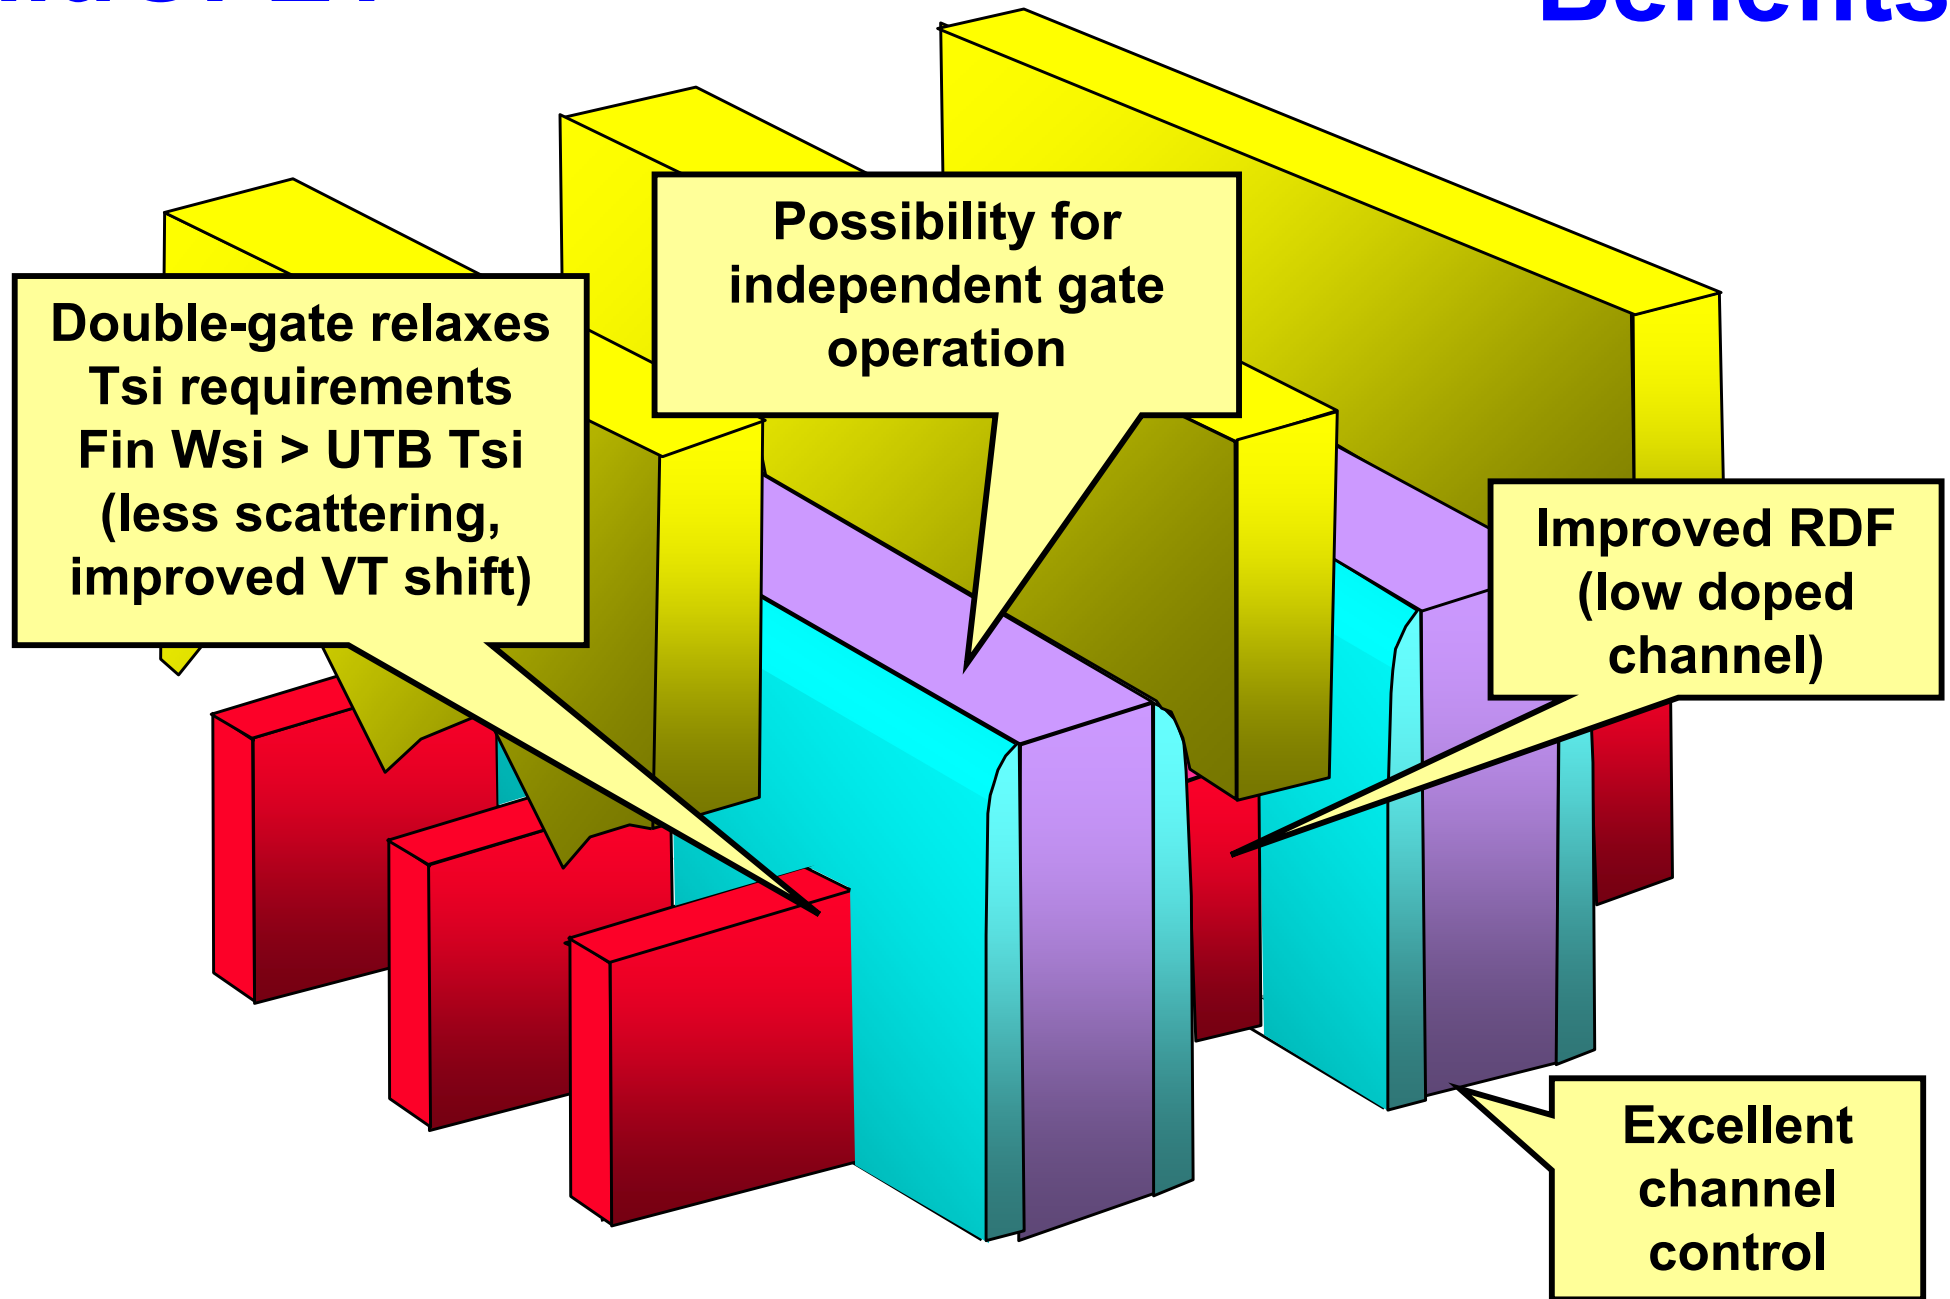 Benefits
Possibility for
independent gate
operation
Double-gate relaxes
Tsi requirements
Fin Wsi > UTB Tsi
(less scattering,
improved VT shift)
Improved RDF
(low doped
channel)
Excellent
channel
control